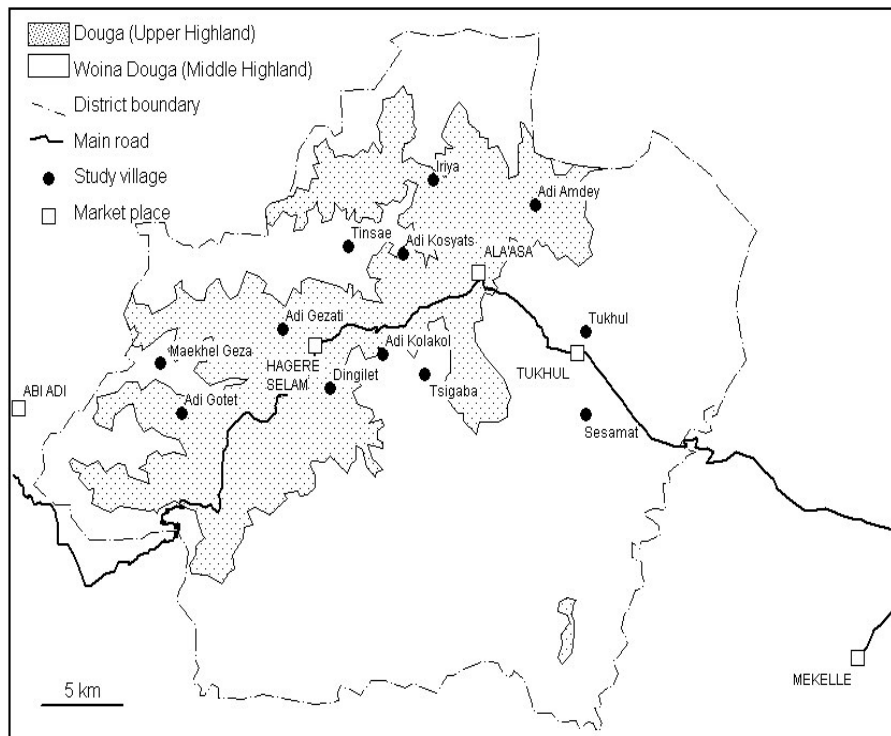 Douga (Upper Highland)
Woina Douga (Middle Highland)
District boundary
Main road
Study village
Market place
Iriya
Adi Amdey
Tinsae
Adi Kosyats
ALA'ASA
Adi Gezati
Tukhul
Adi Kolakol
Maekhel Geza
HAGERE
SELAM
Dingilet
TUKHUL
Tsigaba
ABI ADI
Adi Gotet
Sesamat
5 km
MEKELLE